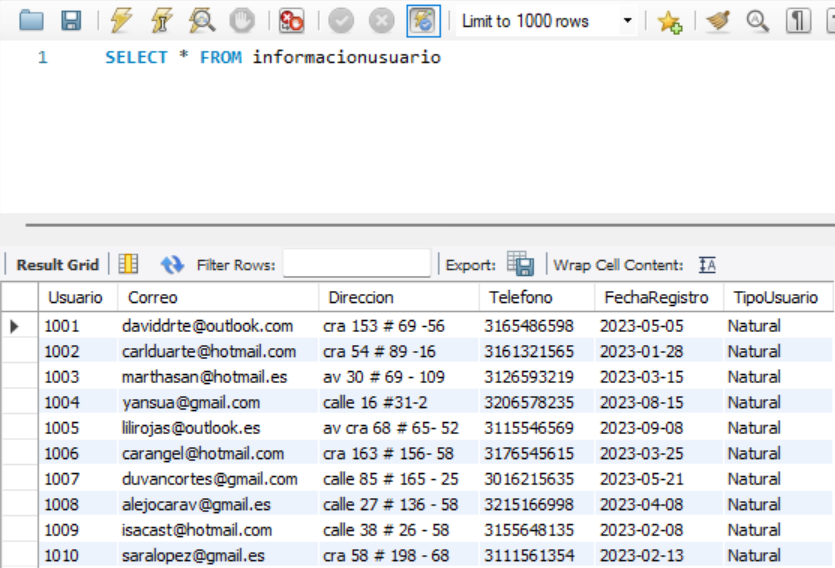 Limit to 1000 rows
1 SELECT * FROM informacionusuario
Result Grid Filter Rows: Export: Wrap Cell Content:
Usuario Correo Direccion Telefono FechaRegistro TipoUsuario
1001 daviddrte@outlook.com cra 153 # 69 -56 3165486598 2023-05-05 Natural
1002 carlduarte@hotmail.com cra 54 # 89 -16 3161321565 2023-01-28 Natural
1003 marthasan@hotmail.es av 30 # 69 - 109 3126593219 2023-03-15 Natural
1004 yansua@gmail.com calle 16 #31-2 3206578235 2023-08-15 Natural
1005 lilirojas@outlook.es av cra 68 # 65- 52 3115546569 2023-09-08 Natural
1006 carangel@hotmail.com cra 163 # 156- 58 3176545615 2023-03-25 Natural
1007 duvancortes@gmail.com calle 85 # 165 - 25 3016215635 2023-05-21 Natural
1008 alejocarav@gmail.es calle 27 # 136 - 58 3215166998 2023-04-08 Natural
1009 isacast@hotmail.com calle 38 # 26 - 58 3155648135 2023-02-08 Natural
1010 saralopez@gmail.es cra 58 # 198 - 68 3111561354 2023-02-13 Natural